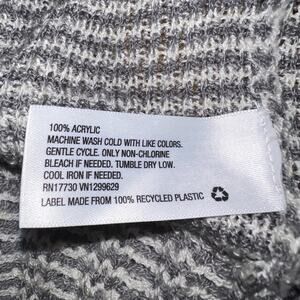 100% ACRYLIC
MACHINE WASH COLD WITH LIKE COLORS.
GENTLE CYCLE. ONLY NON-CHLORINE
BLEACH IF NEEDED. TUMBLE DRY LOW.
COOL IRON IF NEEDED.
RN17730 VN1299629
LABEL MADE FROM 100% RECYCLED PLASTIC